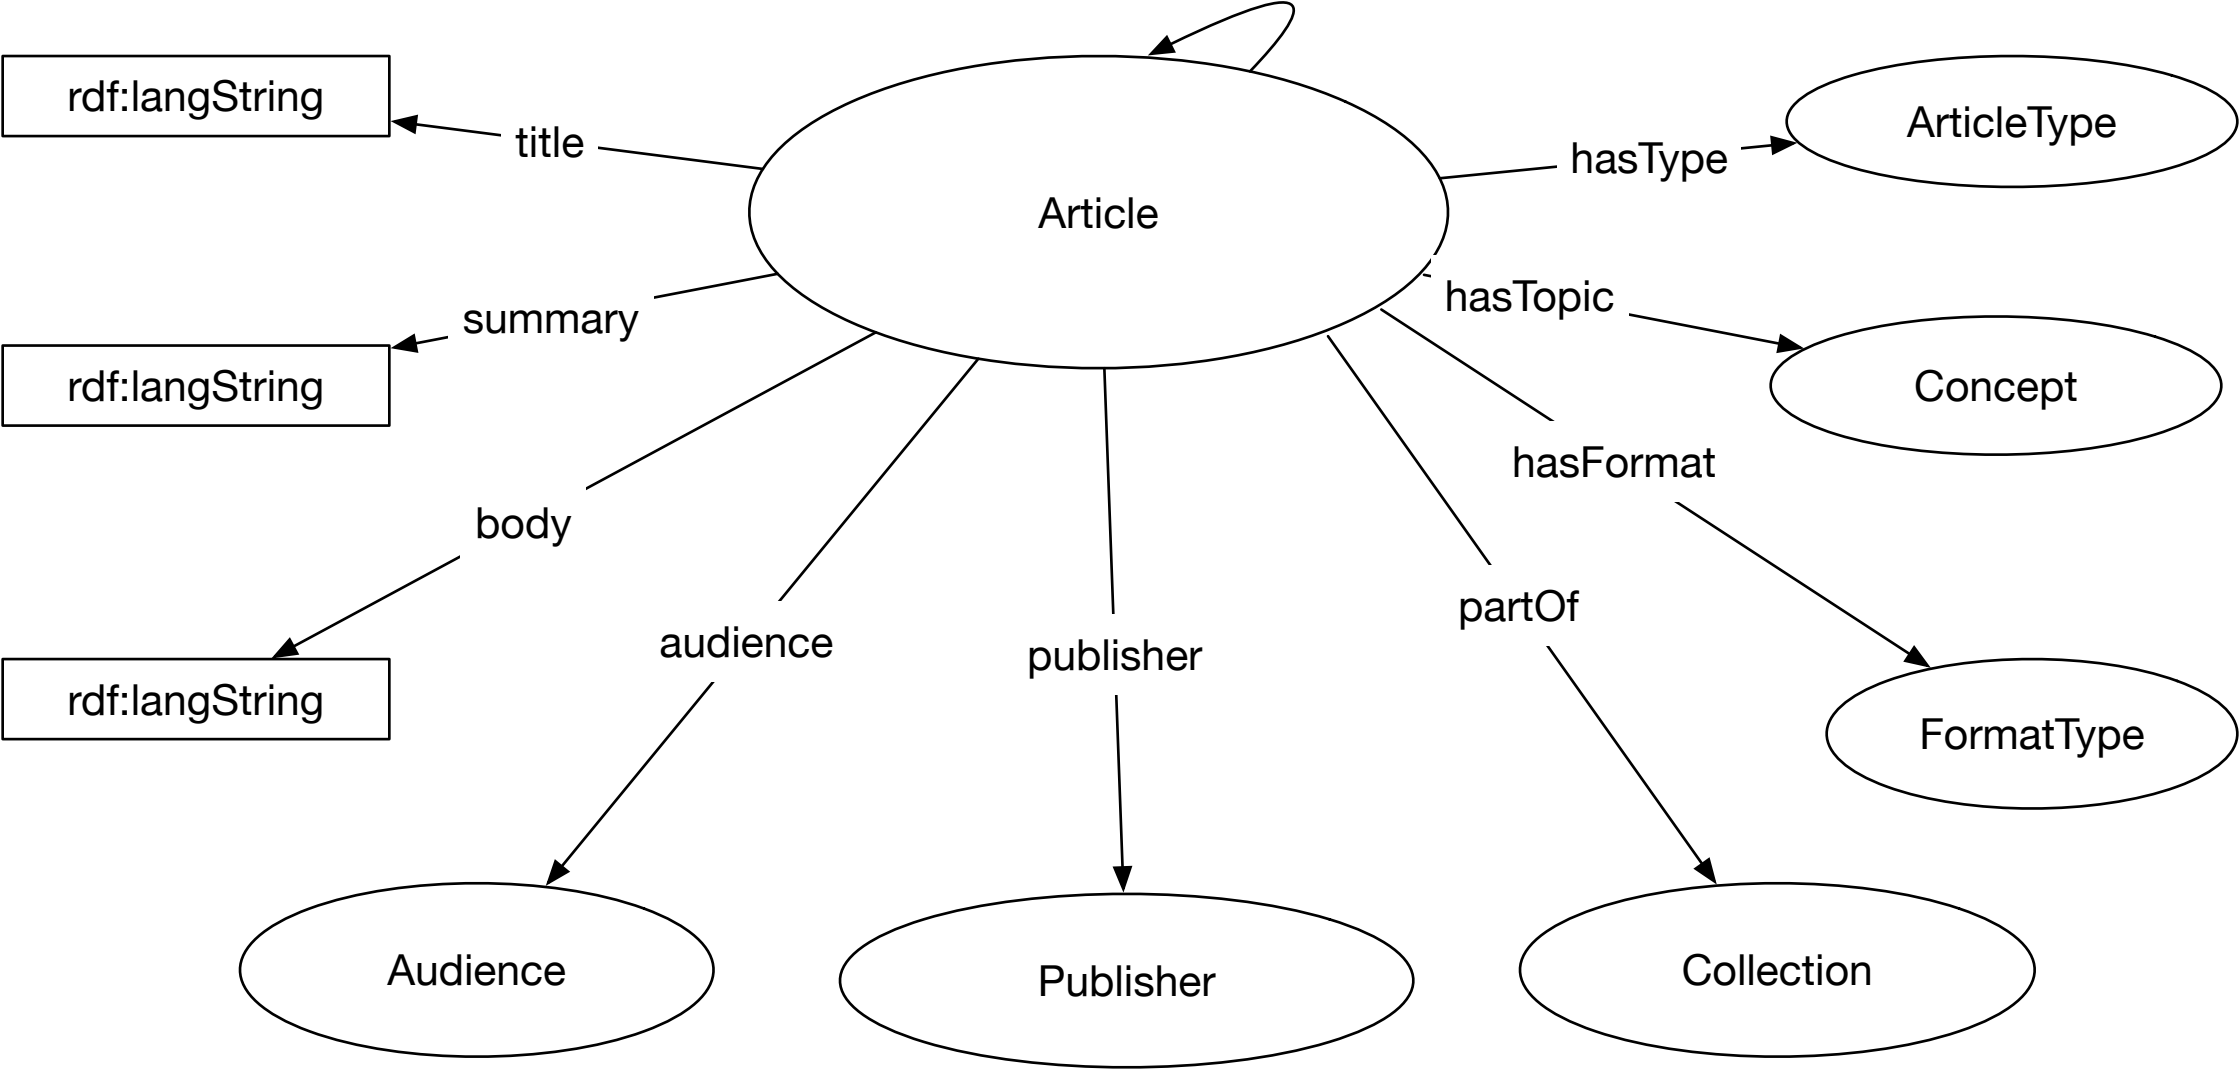 rdf:langString
title
Article
hasType
ArticleType
summary
hasTopic
rdf:langString
Concept
body
hasFormat
audience
publisher
partOf
rdf:langString
FormatType
Audience
Publisher
Collection